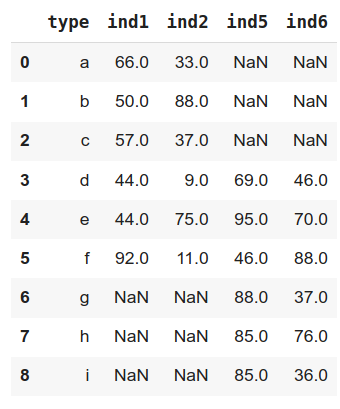 type ind1 ind2 ind5 ind6
0 a 66.0 33.0 NaN NaN
1 b 50.0 88.0 NaN NaN
2 c 57.0 37.0 NaN NaN
3 d 44.0 9.0 69.0 46.0
4 e 44.0 75.0 95.0 70.0
5 f 92.0 11.0 46.0 88.0
6 g NaN NaN 88.0 37.0
7 h NaN NaN 85.0 76.0
8 i NaN NaN 85.0 36.0